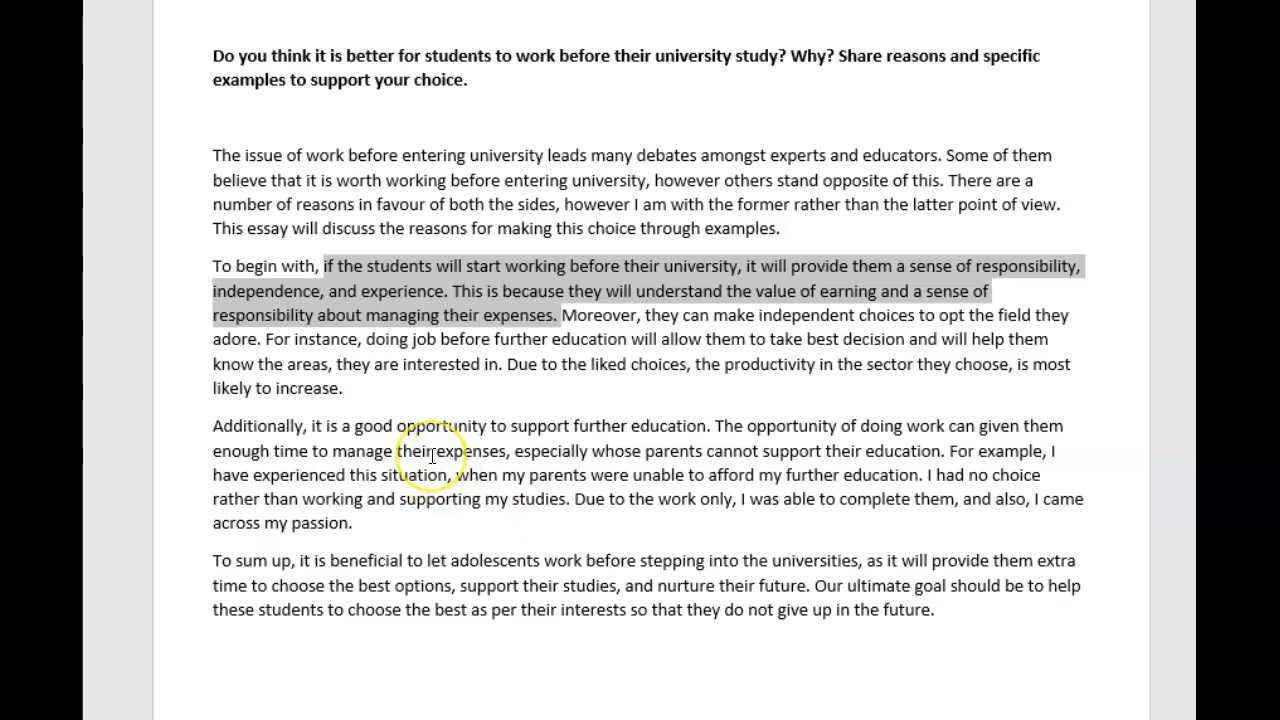 Do you think it is better for students to work before their university study? Why? Share reasons and specific
examples to support your choice.
The issue of work before entering university leads many debates amongst experts and educators. Some of them
believe that it is worth working before entering university, however others stand opposite of this. There are a
number of reasons in favour of both the sides, however I am with the former rather than the latter point of view.
This essay will discuss the reasons for making this choice through examples.
To begin with, if the students will start working before their university, it will provide them a sense of responsibility,
independence, and experience. This is because they will understand the value of earning and a sense of
responsibility about managing their expenses. Moreover, they can make independent choices to opt the field they
adore. For instance, doing job before further education will allow them to take best decision and will help them
know the areas, they are interested in. Due to the liked choices, the productivity in the sector they choose, is most
likely to increase.
Additionally, it is a good opportunity to support further education. The opportunity of doing work can given them
enough time to manage their expenses, especially whose parents cannot support their education. For example, I
have experienced this situation, when my parents were unable to afford my further education. I had no choice
rather than working and supporting my studies. Due to the work only, I was able to complete them, and also, I came
across my passion.
To sum up, it is beneficial to let adolescents work before stepping into the universities, as it will provide them extra
time to choose the best options, support their studies, and nurture their future. Our ultimate goal should be to help
these students to choose the best as per their interests so that they do not give up in the future.